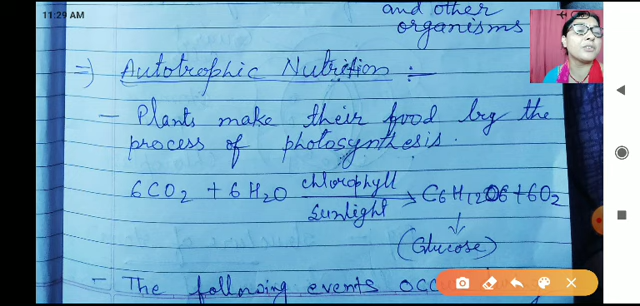 11:29 AM
and other
organisms
⇒ Autotrophic Nutrition :-
- Plants make their food by the
process of photosynthesis.
6CO2 + 6H2O chlorophyll / sunlight → C6H12O6 + 6O2
↓
(Glucose)
- The following events